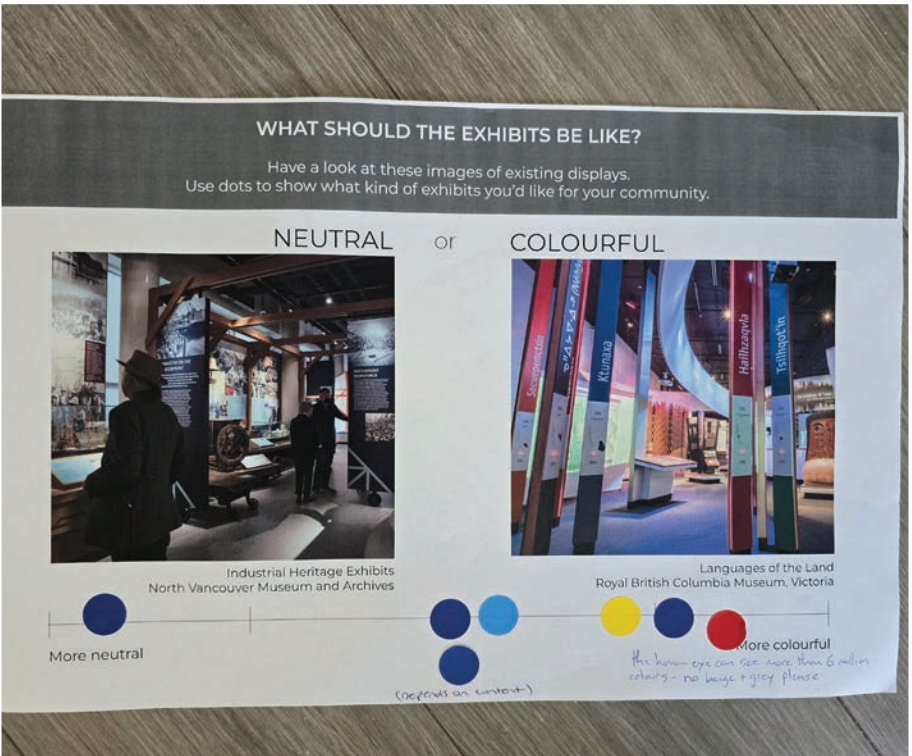 WHAT SHOULD THE EXHIBITS BE LIKE?
Have a look at these images of existing displays.
Use dots to show what kind of exhibits you'd like for your community.
NEUTRAL or COLOURFUL
Ktunaxa
Haiłhzaqvla
Tsilhqot'in
Industrial Heritage Exhibits
North Vancouver Museum and Archives
Languages of the Land
Royal British Columbia Museum, Victoria
More neutral
More colourful
(Depends on context)
the human eye can see more than 6 million
colours - no beige + grey please